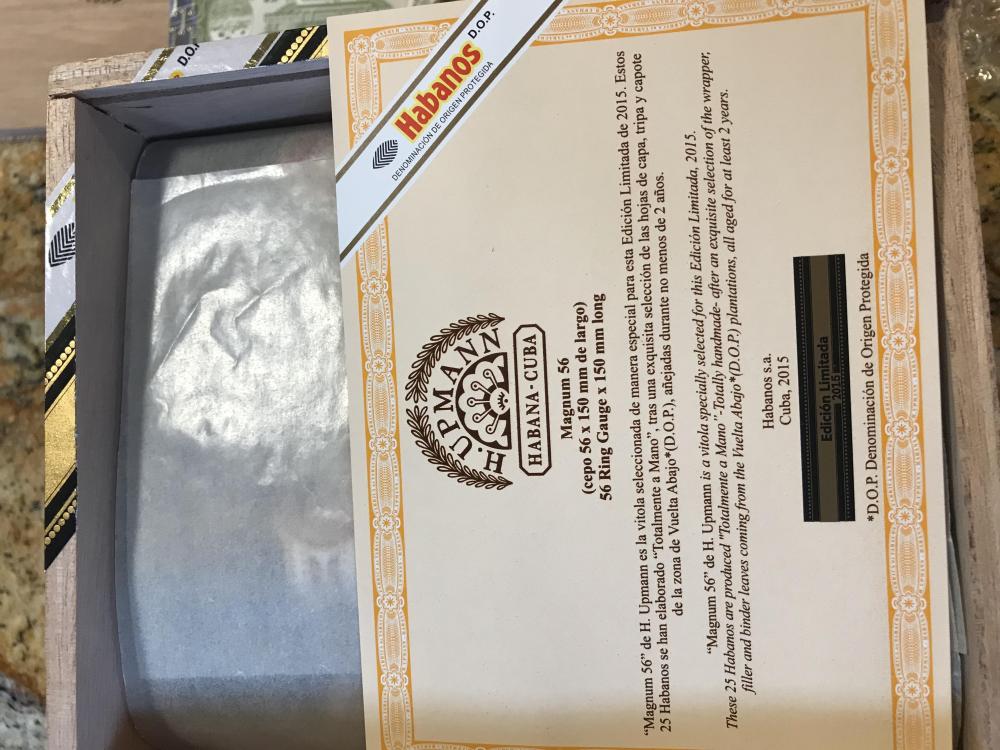 D.O.P.
Habanos D.O.P.
DENOMINACIÓN DE ORIGEN PROTEGIDA
H. UPMANN
HABANA - CUBA
Magnum 56
(cepo 56 x 150 mm de largo)
56 Ring Gauge x 150 mm long
“Magnum 56” de H. Upmann es la vitola seleccionada de manera especial para esta Edición Limitada de 2015. Estos
25 Habanos se han elaborado “Totalmente a Mano”, tras una exquisita selección de las hojas de capa, tripa y capote
de la zona de Vuelta Abajo*(D.O.P.), añejadas durante no menos de 2 años.
“Magnum 56” de H. Upmann is a vitola specially selected for this Edición Limitada, 2015.
These 25 Habanos are produced "Totalmente a Mano"-Totally handmade- after an exquisite selection of the wrapper,
filler and binder leaves coming from the Vuelta Abajo*(D.O.P.) plantations, all aged for at least 2 years.
Habanos s.a.
Cuba, 2015
Edición Limitada
2015
*D.O.P. Denominación de Origen Protegida